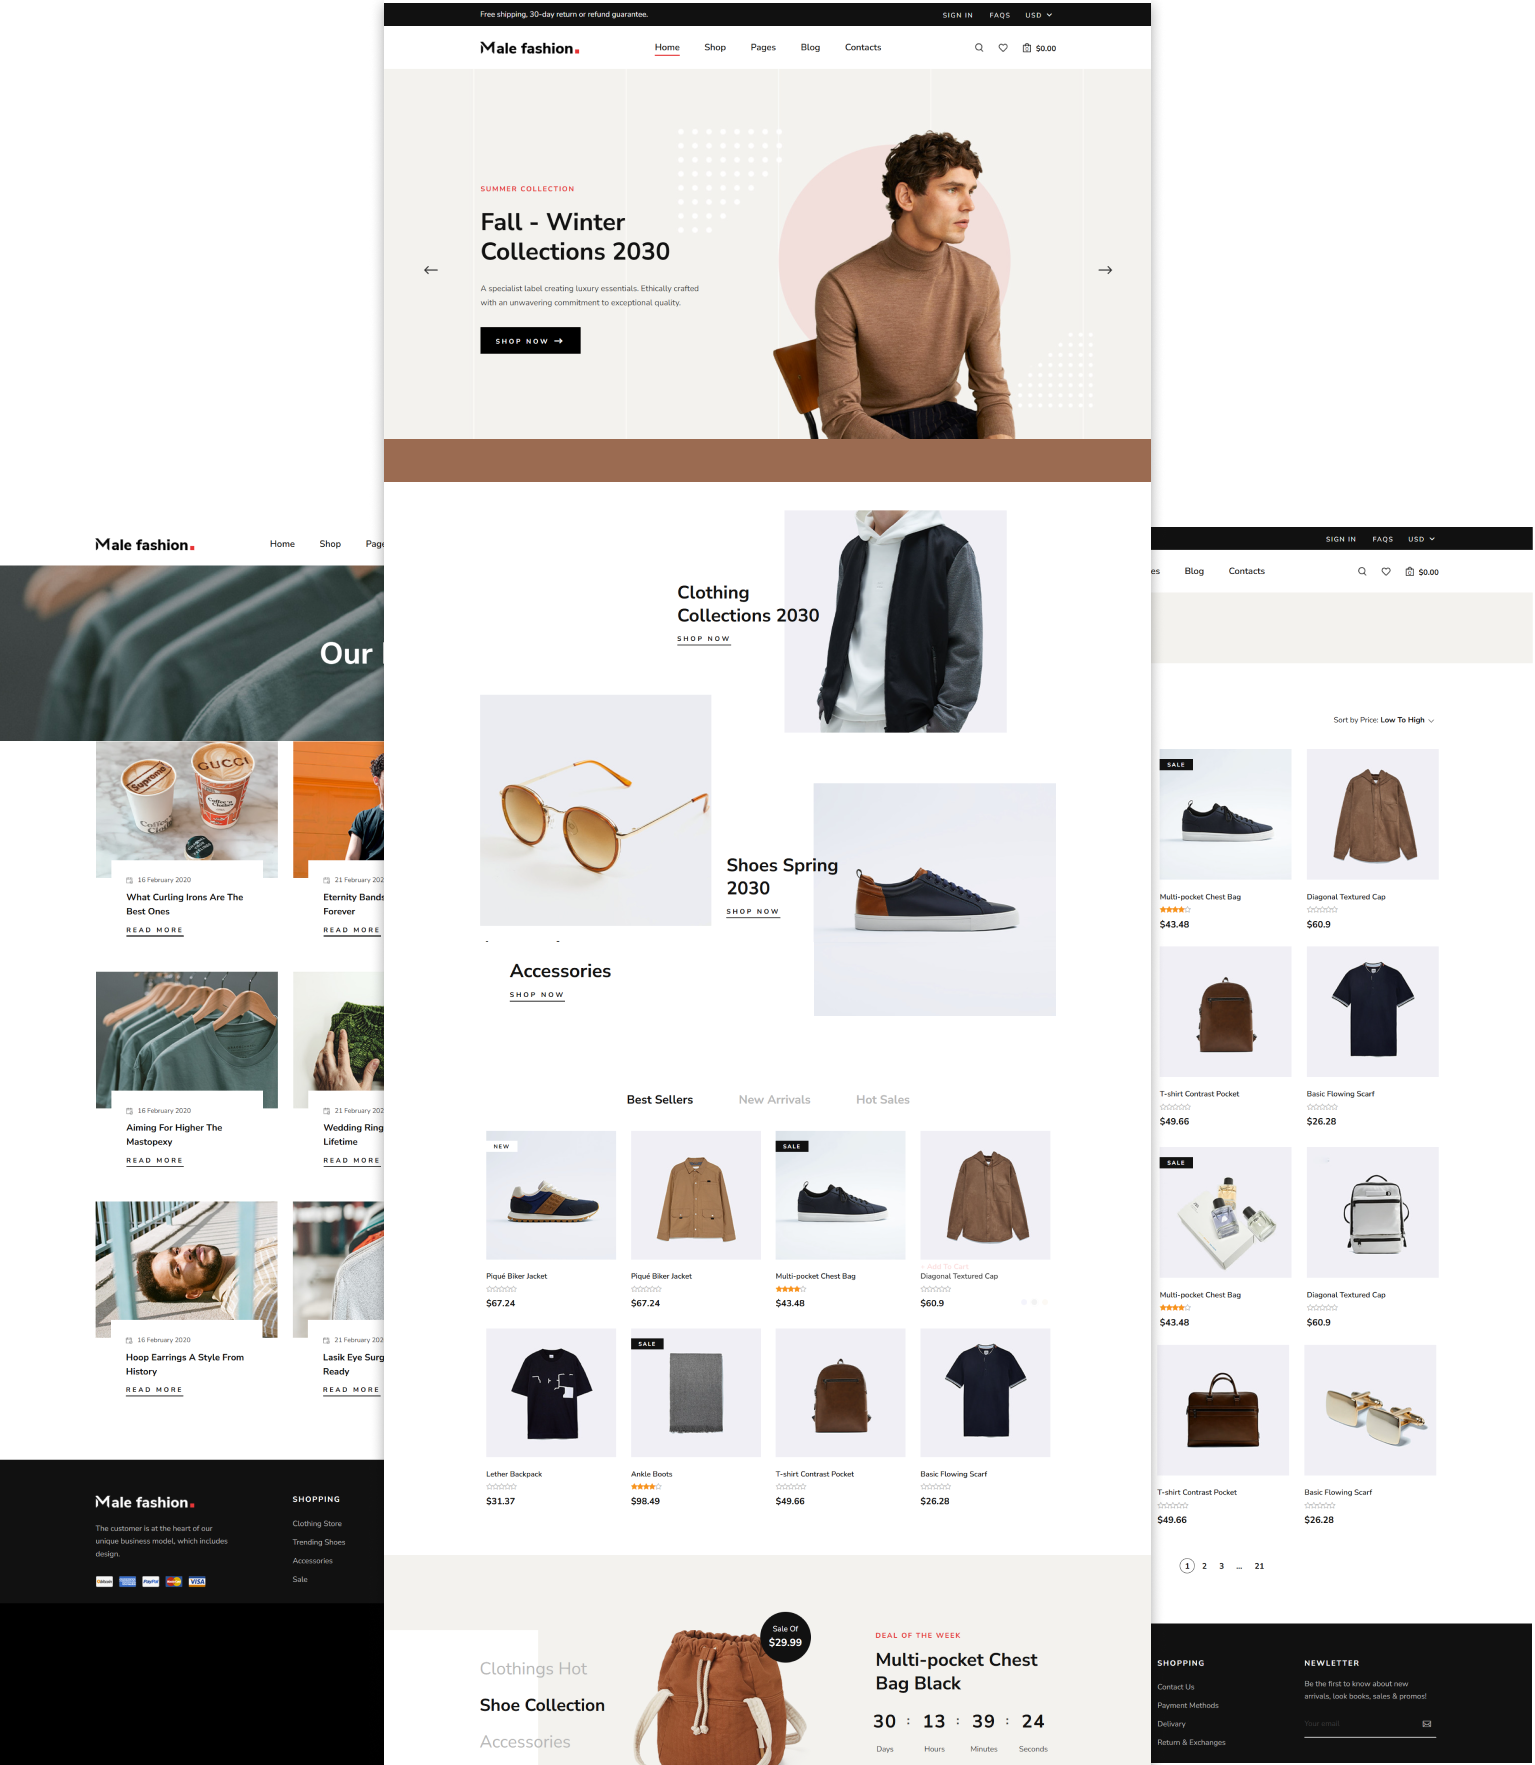 Free shipping, 30-day return or refund guarantee.
SIGN IN FAQS USD
Male fashion.
Home Shop Pages Blog Contacts
$0.00
SUMMER COLLECTION
Fall - Winter
Collections 2030
A specialist label creating luxury essentials. Ethically crafted
with an unwavering commitment to exceptional quality.
SHOP NOW
Clothing
Collections 2030
SHOP NOW
Shoes Spring
2030
SHOP NOW
Accessories
SHOP NOW
Best Sellers New Arrivals Hot Sales
NEW
Piqué Biker Jacket
$67.24
Piqué Biker Jacket
$67.24
SALE
Multi-pocket Chest Bag
$43.48
+ Add To Cart
Diagonal Textured Cap
$60.9
Lether Backpack
$31.37
SALE
Ankle Boots
$98.49
T-shirt Contrast Pocket
$49.66
Basic Flowing Scarf
$26.28
Clothings Hot
Shoe Collection
Accessories
Sale Of
$29.99
DEAL OF THE WEEK
Multi-pocket Chest
Bag Black
30 : 13 : 39 : 24
Days Hours Minutes Seconds
Male fashion.
Home Shop Page
Our
Supreme
GUCCI
16 February 2020
What Curling Irons Are The
Best Ones
READ MORE
21 February 202
Eternity Bands
Forever
READ MORE
16 February 2020
Aiming For Higher The
Mastopexy
READ MORE
21 February 202
Wedding Ring
Lifetime
READ MORE
16 February 2020
Hoop Earrings A Style From
History
READ MORE
21 February 202
Lasik Eye Surg
Ready
READ MORE
Male fashion.
The customer is at the heart of our
unique business model, which includes
design.
PayPal
VISA
SHOPPING
Clothing Store
Trending Shoes
Accessories
Sale
SIGN IN FAQS USD
es Blog Contacts
$0.00
Sort by Price: Low To High
SALE
Multi-pocket Chest Bag
$43.48
Diagonal Textured Cap
$60.9
T-shirt Contrast Pocket
$49.66
Basic Flowing Scarf
$26.28
SALE
Multi-pocket Chest Bag
$43.48
Diagonal Textured Cap
$60.9
T-shirt Contrast Pocket
$49.66
Basic Flowing Scarf
$26.28
1 2 3 ... 21
SHOPPING
Contact Us
Payment Methods
Delivary
Return & Exchanges
NEWLETTER
Be the first to know about new
arrivals, look books, sales & promos!
Your email